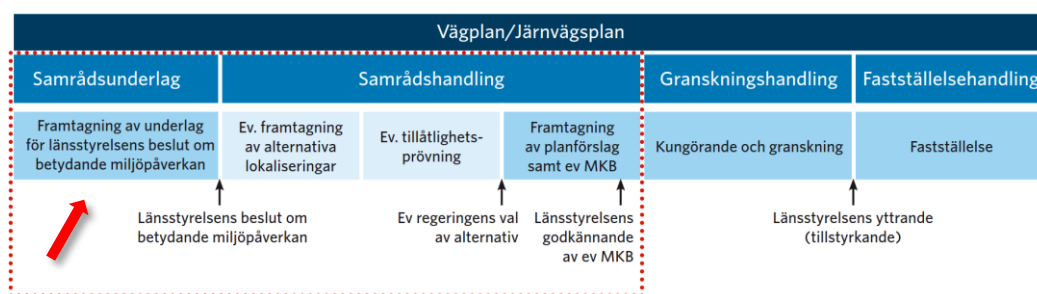 Vägplan/Järnvägsplan
Samrådsunderlag
Samrådshandling
Granskningshandling
Fastställelsehandling
Framtagning av underlag
för länsstyrelsens beslut om
betydande miljöpåverkan
Ev. framtagning
av alternativa
lokaliseringar
Ev. tillåtlighets-
prövning
Framtagning
av planförslag
samt ev MKB
Kungörande och granskning
Fastställelse
Länsstyrelsens beslut om
betydande miljöpåverkan
Ev regeringens val
av alternativ
Länsstyrelsens
godkännande
av ev MKB
Länsstyrelsens yttrande
(tillstyrkande)